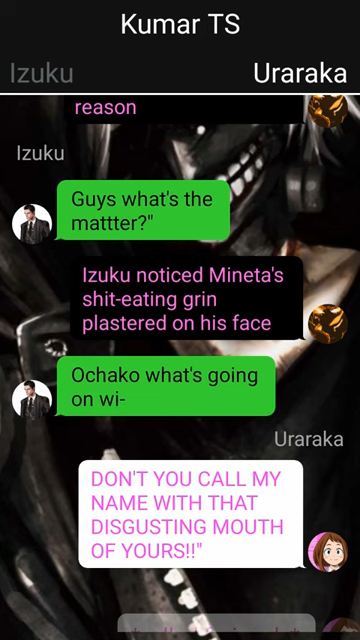 Kumar TS
Izuku Uraraka
reason
Izuku
Guys what's the
mattter?"
Izuku noticed Mineta's
shit-eating grin
plastered on his face
Ochako what's going
on wi-
Uraraka
DON'T YOU CALL MY
NAME WITH THAT
DISGUSTING MOUTH
OF YOURS!!"